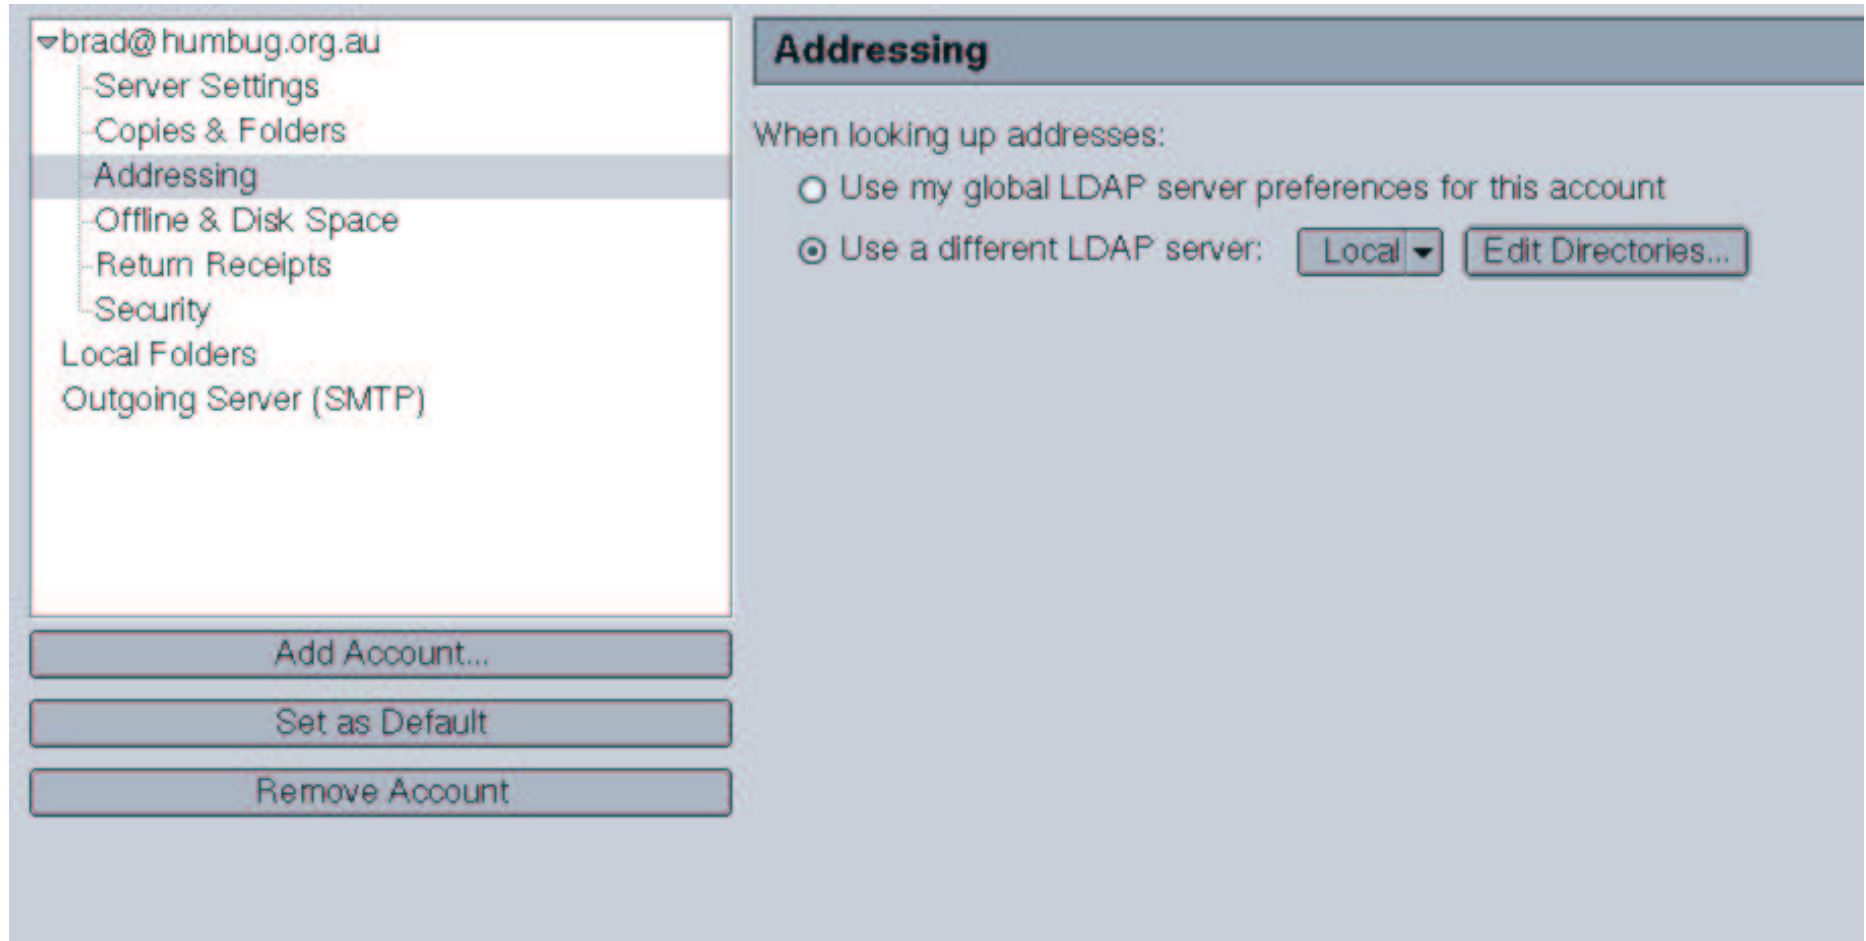 brad@humbug.org.au
Server Settings
Copies & Folders
Addressing
Offline & Disk Space
Return Receipts
Security
Local Folders
Outgoing Server (SMTP)
Add Account...
Set as Default
Remove Account
Addressing
When looking up addresses:
Use my global LDAP server preferences for this account
Use a different LDAP server: Local Edit Directories...